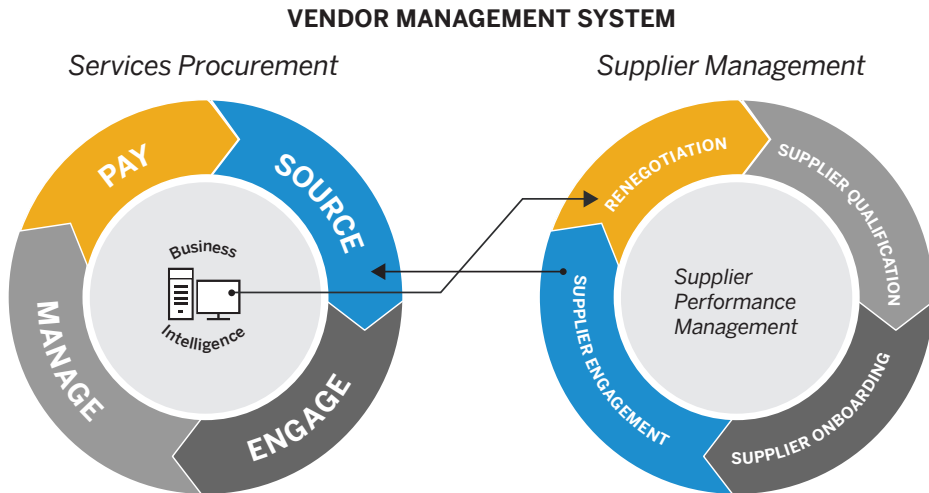 VENDOR MANAGEMENT SYSTEM
Services Procurement
PAY
SOURCE
ENGAGE
MANAGE
Business
Intelligence
Supplier Management
RENEGOTIATION
SUPPLIER QUALIFICATION
SUPPLIER ONBOARDING
SUPPLIER ENGAGEMENT
Supplier
Performance
Management